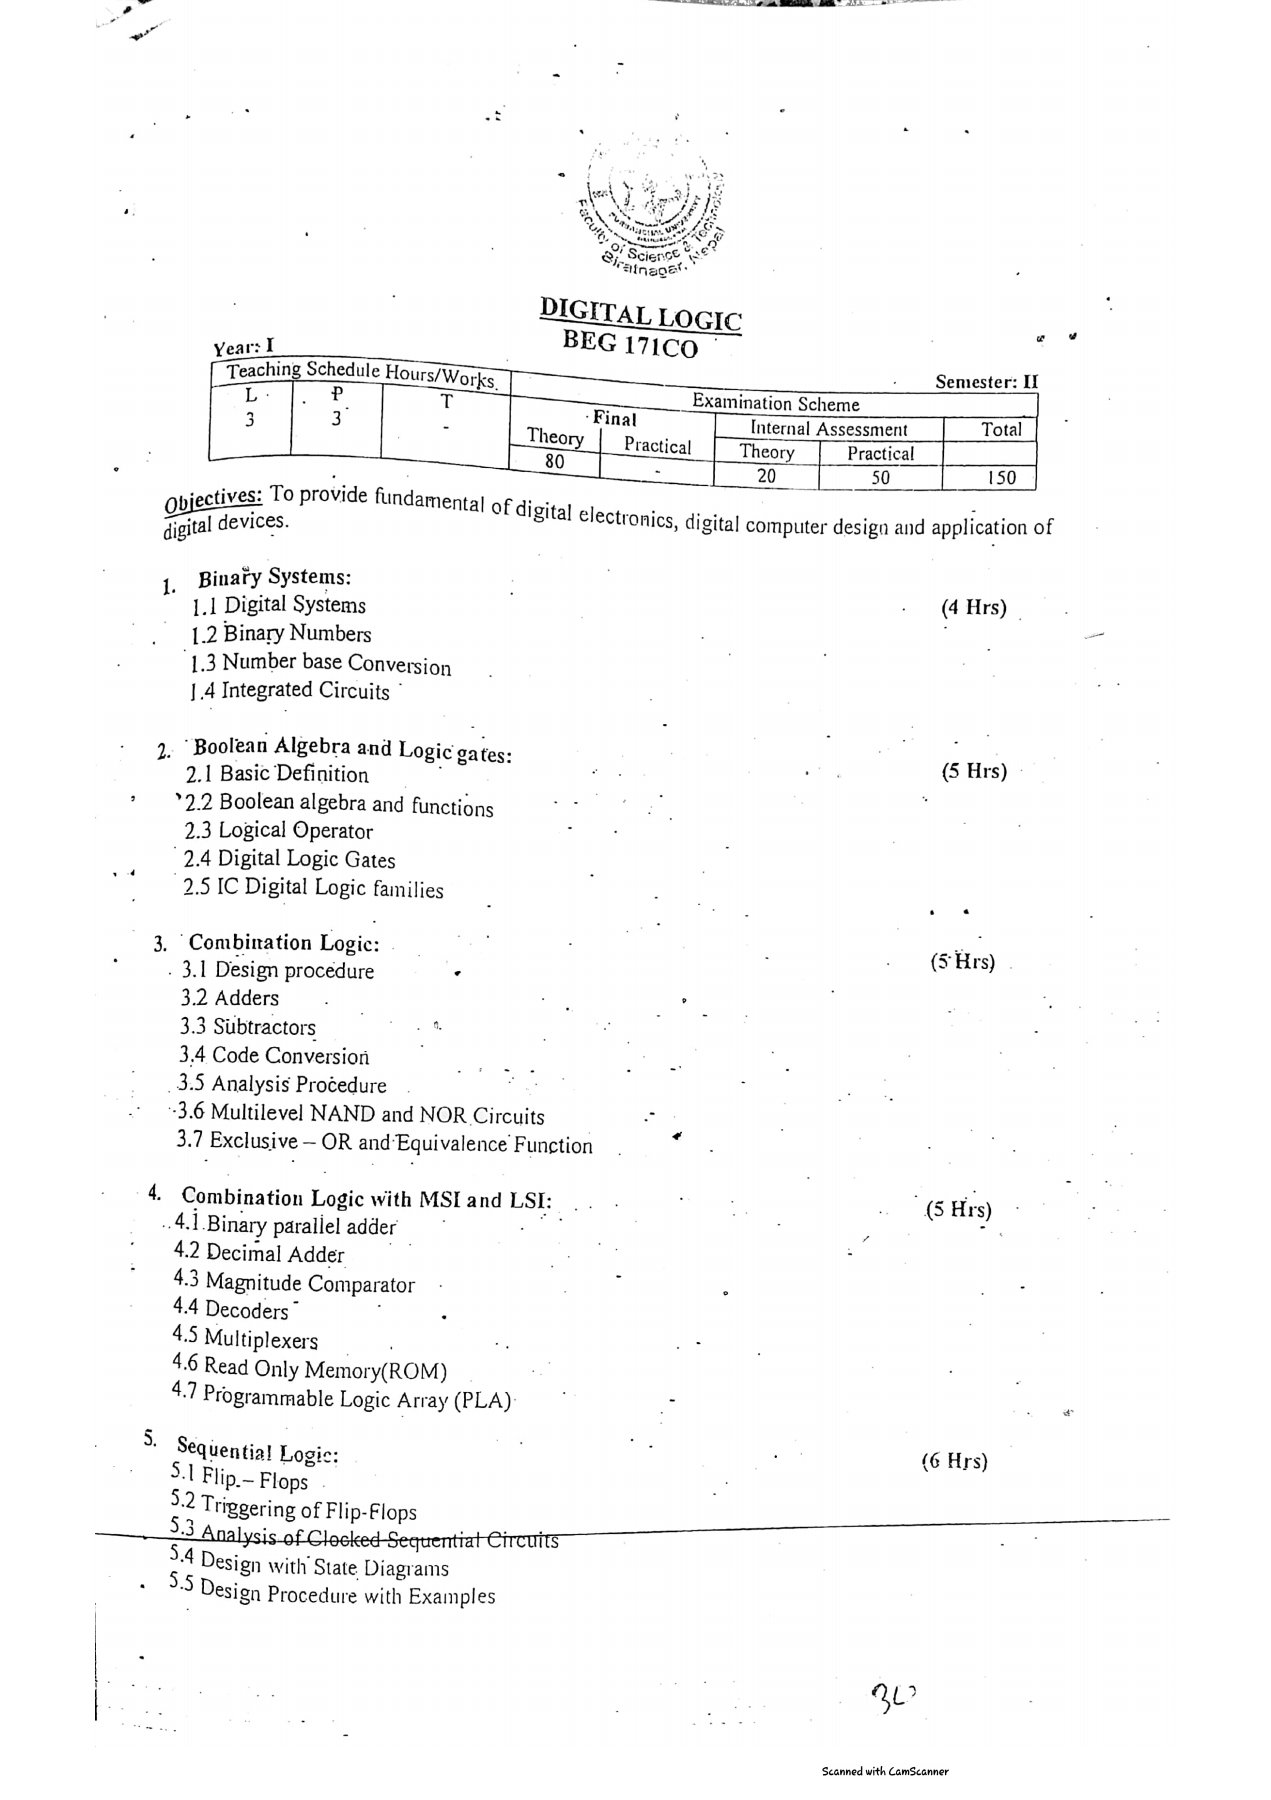 PURBANCHAL UNIVERSITY
Faculty of Science & Technology
Biratnagar, Nepal
DIGITAL LOGIC
BEG 171CO
Year: I
Semester: II
Teaching Schedule Hours/Works. Examination Scheme
L P T Final Internal Assessment Total
3 3 - Theory Practical Theory Practical
80 - 20 50 150
Objectives: To provide fundamental of digital electronics, digital computer design and application of
digital devices.
1. Binary Systems:
(4 Hrs)
1.1 Digital Systems
1.2 Binary Numbers
1.3 Number base Conversion
1.4 Integrated Circuits
2. Boolean Algebra and Logic gates:
(5 Hrs)
2.1 Basic Definition
2.2 Boolean algebra and functions
2.3 Logical Operator
2.4 Digital Logic Gates
2.5 IC Digital Logic families
3. Combination Logic:
(5 Hrs)
3.1 Design procedure
3.2 Adders
3.3 Subtractors
3.4 Code Conversion
3.5 Analysis Procedure
3.6 Multilevel NAND and NOR Circuits
3.7 Exclusive – OR and Equivalence Function
4. Combination Logic with MSI and LSI:
(5 Hrs)
4.1 Binary parallel adder
4.2 Decimal Adder
4.3 Magnitude Comparator
4.4 Decoders
4.5 Multiplexers
4.6 Read Only Memory(ROM)
4.7 Programmable Logic Array (PLA)
5. Sequential Logic:
(6 Hrs)
5.1 Flip – Flops
5.2 Triggering of Flip-Flops
5.3 Analysis of Clocked Sequential Circuits
5.4 Design with State Diagrams
5.5 Design Procedure with Examples
Scanned with CamScanner